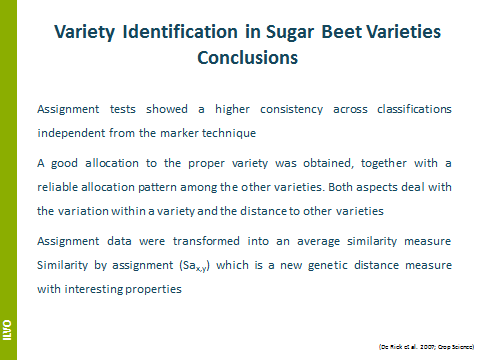 Variety Identification in Sugar Beet Varieties
Conclusions
Assignment tests showed a higher consistency across classifications
independent from the marker technique
A good allocation to the proper variety was obtained, together with a
reliable allocation pattern among the other varieties. Both aspects deal with
the variation within a variety and the distance to other varieties
Assignment data were transformed into an average similarity measure
Similarity by assignment (Sax,y) which is a new genetic distance measure
with interesting properties
(De Riek et al. 2007; Crop Science)
ILVO